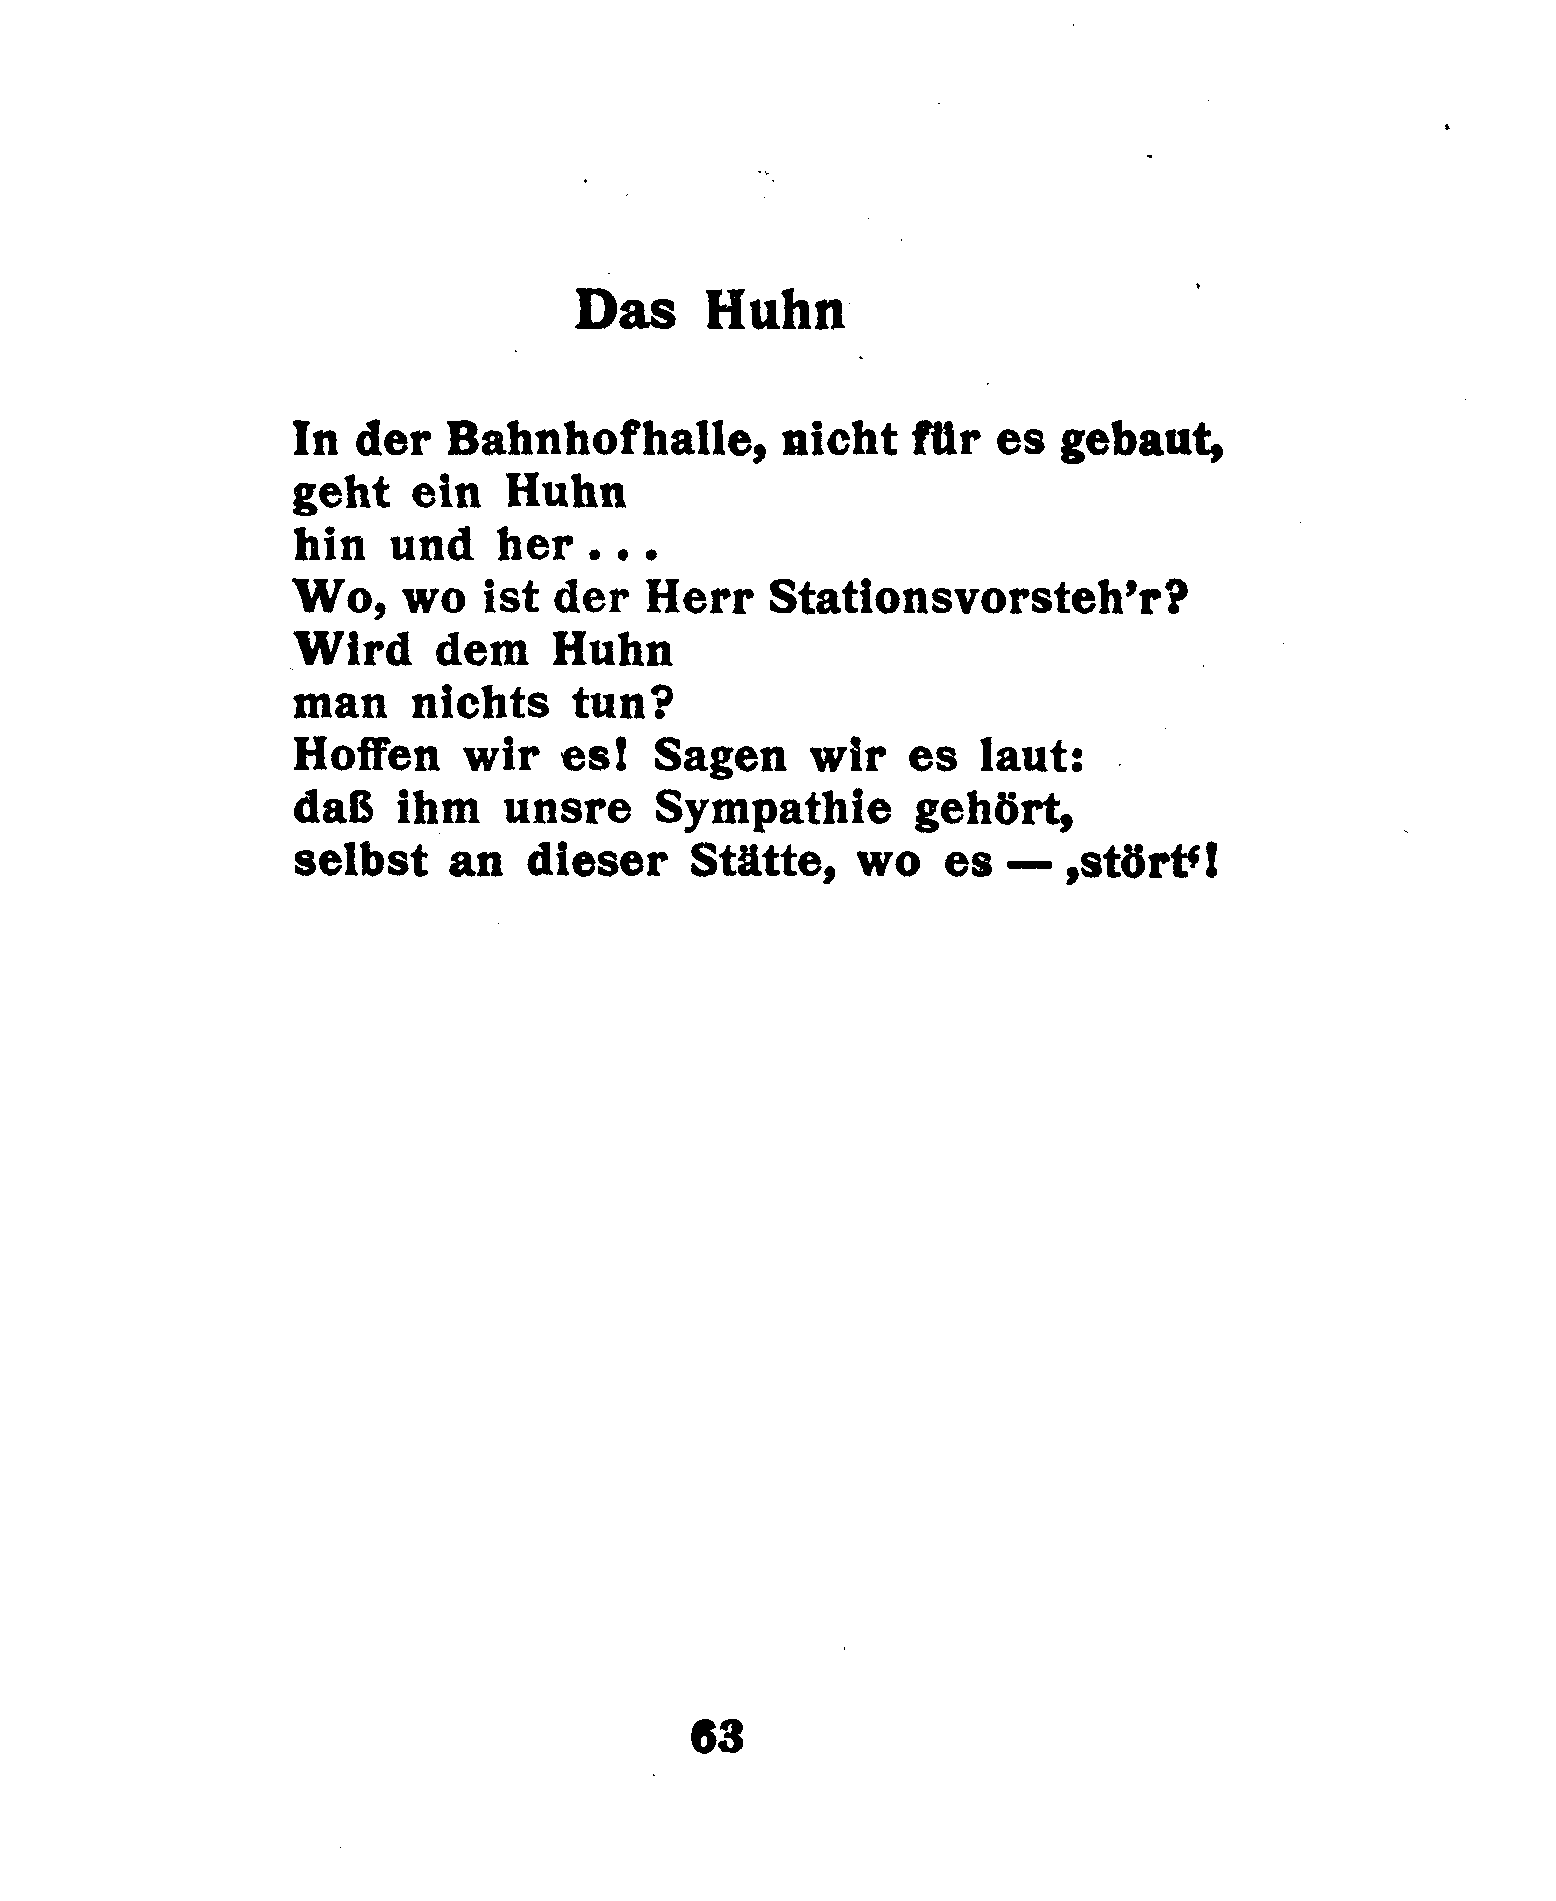 Das Huhn
In der Bahnhofhalle, nicht für es gebaut,
geht ein Huhn
hin und her . . .
Wo, wo ist der Herr Stationsvorsteh’r?
Wird dem Huhn
man nichts tun?
Hoffen wir es! Sagen wir es laut:
daß ihm unsre Sympathie gehört,
selbst an dieser Stätte, wo es — ‚stört‘!
63